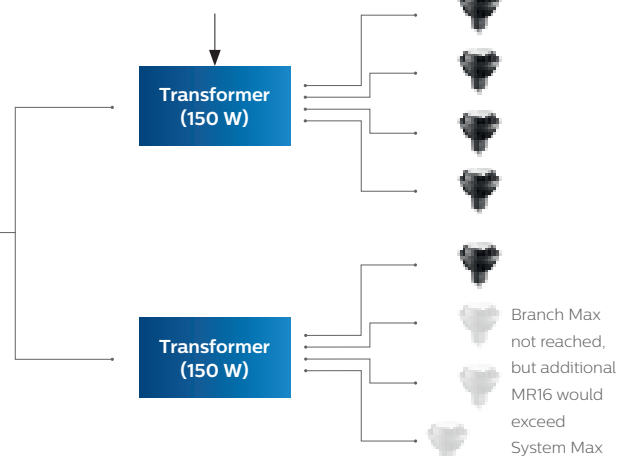 Transformer
(150 W)
Transformer
(150 W)
Branch Max
not reached,
but additional
MR16 would
exceed
System Max